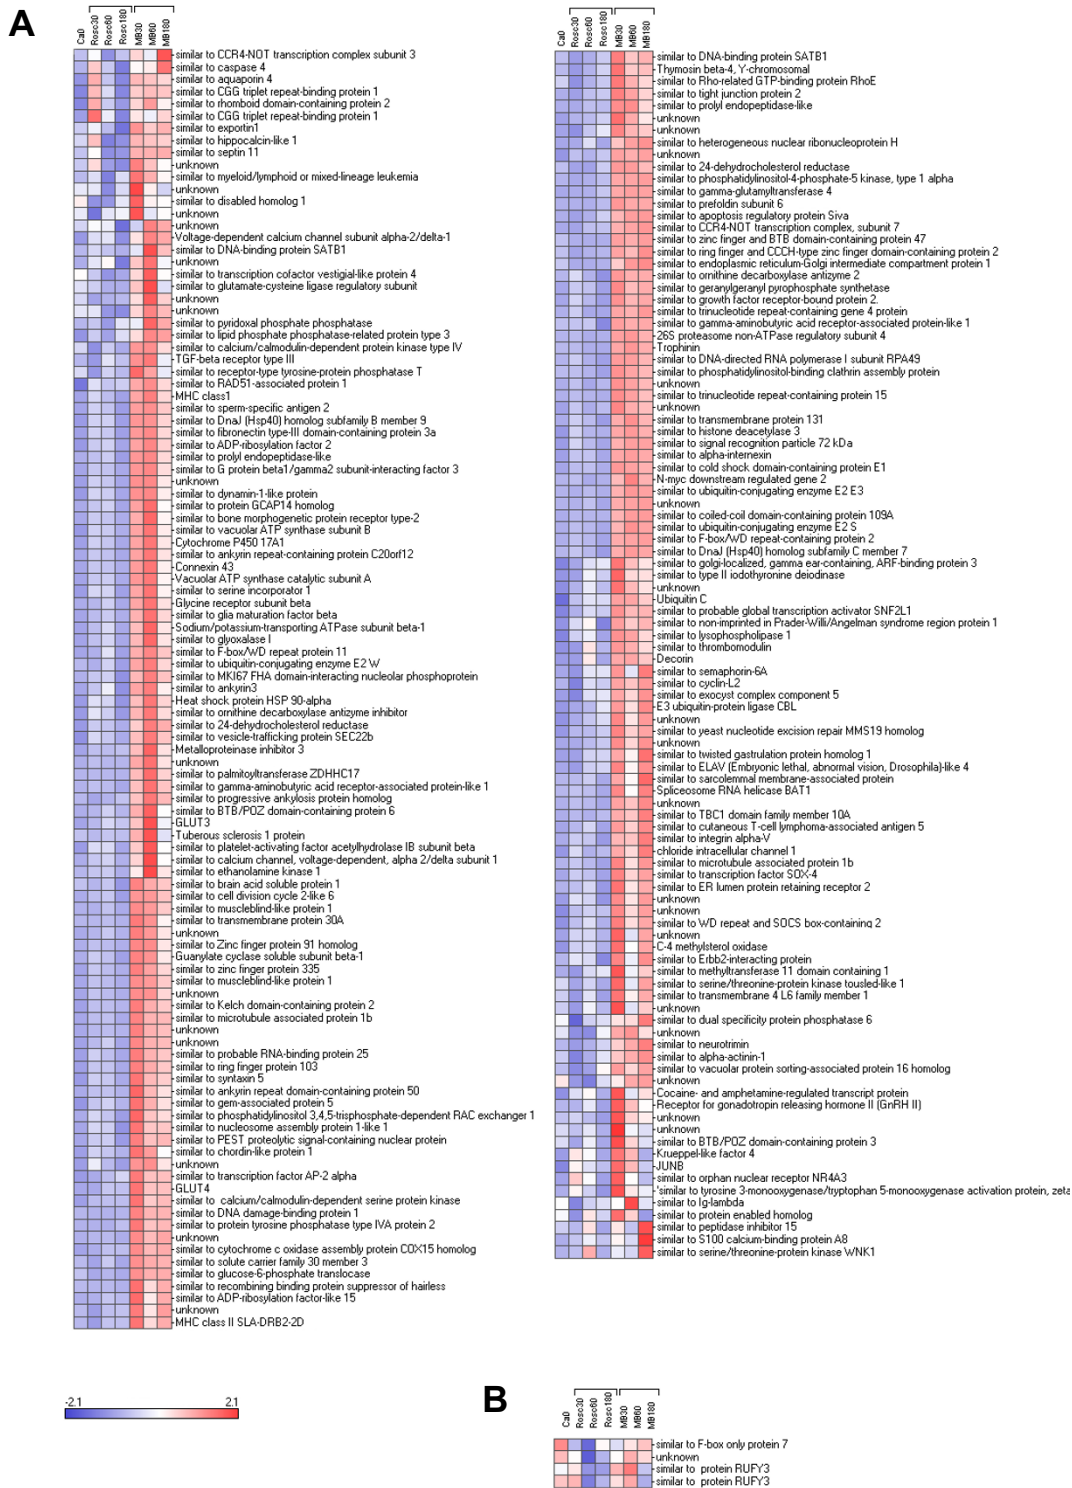 A
Ca0
Rosc30
Rosc60
Rosc180
MB30
MB60
MB180
similar to CCR4-NOT transcription complex subunit 3
similar to caspase 4
similar to aquaporin 4
similar to CGG triplet repeat-binding protein 1
similar to rhomboid domain-containing protein 2
similar to CGG triplet repeat-binding protein 1
similar to exportin1
similar to hippocalcin-like 1
similar to septin 11
unknown
similar to myeloid/lymphoid or mixed-lineage leukemia
unknown
similar to disabled homolog 1
unknown
unknown
Voltage-dependent calcium channel subunit alpha-2/delta-1
similar to DNA-binding protein SATB1
unknown
similar to transcription cofactor vestigial-like protein 4
similar to glutamate-cysteine ligase regulatory subunit
unknown
unknown
similar to pyridoxal phosphate phosphatase
similar to lipid phosphate phosphatase-related protein type 3
similar to calcium/calmodulin-dependent protein kinase type IV
TGF-beta receptor type III
similar to receptor-type tyrosine-protein phosphatase T
similar to RAD51-associated protein 1
MHC class1
similar to sperm-specific antigen 2
similar to DnaJ (Hsp40) homolog subfamily B member 9
similar to fibronectin type-III domain-containing protein 3a
similar to ADP-ribosylation factor 2
similar to prolyl endopeptidase-like
similar to G protein beta1/gamma2 subunit-interacting factor 3
unknown
similar to dynamin-1-like protein
similar to protein GCAP14 homolog
similar to bone morphogenetic protein receptor type-2
similar to vacuolar ATP synthase subunit B
Cytochrome P450 17A1
similar to ankyrin repeat-containing protein C20orf12
Connexin 43
Vacuolar ATP synthase catalytic subunit A
similar to serine incorporator 1
Glycine receptor subunit beta
similar to glia maturation factor beta
Sodium/potassium-transporting ATPase subunit beta-1
similar to glyoxalase I
similar to F-box/WD repeat protein 11
similar to ubiquitin-conjugating enzyme E2 W
similar to MKI67 FHA domain-interacting nucleolar phosphoprotein
similar to ankyrin3
Heat shock protein HSP 90-alpha
similar to ornithine decarboxylase antizyme inhibitor
similar to 24-dehydrocholesterol reductase
similar to vesicle-trafficking protein SEC22b
Metalloproteinase inhibitor 3
unknown
similar to palmitoyltransferase ZDHHC17
similar to gamma-aminobutyric acid receptor-associated protein-like 1
similar to progressive ankylosis protein homolog
similar to BTB/POZ domain-containing protein 6
GLUT3
Tuberous sclerosis 1 protein
similar to platelet-activating factor acetylhydrolase IB subunit beta
similar to calcium channel, voltage-dependent, alpha 2/delta subunit 1
similar to ethanolamine kinase 1
similar to brain acid soluble protein 1
similar to cell division cycle 2-like 6
similar to muscleblind-like protein 1
similar to transmembrane protein 30A
unknown
similar to Zinc finger protein 91 homolog
Guanylate cyclase soluble subunit beta-1
similar to zinc finger protein 335
similar to muscleblind-like protein 1
unknown
similar to Kelch domain-containing protein 2
similar to microtubule associated protein 1b
unknown
unknown
similar to probable RNA-binding protein 25
similar to ring finger protein 103
similar to syntaxin 5
similar to ankyrin repeat domain-containing protein 50
similar to gem-associated protein 5
similar to phosphatidylinositol 3,4,5-trisphosphate-dependent RAC exchanger 1
similar to nucleosome assembly protein 1-like 1
similar to PEST proteolytic signal-containing nuclear protein
similar to chordin-like protein 1
unknown
similar to transcription factor AP-2 alpha
GLUT4
similar to calcium/calmodulin-dependent serine protein kinase
similar to DNA damage-binding protein 1
similar to protein tyrosine phosphatase type IVA protein 2
unknown
similar to cytochrome c oxidase assembly protein COX15 homolog
similar to solute carrier family 30 member 3
similar to glucose-6-phosphate translocase
similar to recombining binding protein suppressor of hairless
similar to ADP-ribosylation factor-like 15
unknown
MHC class II SLA-DRB2-2D
Ca0
Rosc30
Rosc60
Rosc180
MB30
MB60
MB180
similar to DNA-binding protein SATB1
Thymosin beta-4, Y-chromosomal
similar to Rho-related GTP-binding protein RhoE
similar to tight junction protein 2
similar to prolyl endopeptidase-like
unknown
unknown
similar to heterogeneous nuclear ribonucleoprotein H
unknown
similar to 24-dehydrocholesterol reductase
similar to phosphatidylinositol-4-phosphate-5 kinase, type 1 alpha
similar to gamma-glutamyltransferase 4
similar to prefoldin subunit 6
similar to apoptosis regulatory protein Siva
similar to CCR4-NOT transcription complex, subunit 7
similar to zinc finger and BTB domain-containing protein 47
similar to ring finger and CCCH-type zinc finger domain-containing protein 2
similar to endoplasmic reticulum-Golgi intermediate compartment protein 1
similar to ornithine decarboxylase antizyme 2
similar to geranylgeranyl pyrophosphate synthetase
similar to growth factor receptor-bound protein 2.
similar to trinucleotide repeat-containing gene 4 protein
similar to gamma-aminobutyric acid receptor-associated protein-like 1
26S proteasome non-ATPase regulatory subunit 4
Trophinin
similar to DNA-directed RNA polymerase I subunit RPA49
similar to phosphatidylinositol-binding clathrin assembly protein
unknown
similar to trinucleotide repeat-containing protein 15
unknown
similar to transmembrane protein 131
similar to histone deacetylase 3
similar to signal recognition particle 72 kDa
similar to alpha-internexin
similar to cold shock domain-containing protein E1
N-myc downstream regulated gene 2
similar to ubiquitin-conjugating enzyme E2 E3
unknown
similar to coiled-coil domain-containing protein 109A
similar to ubiquitin-conjugating enzyme E2 S
similar to F-box/WD repeat-containing protein 2
similar to DnaJ (Hsp40) homolog subfamily C member 7
similar to golgi-localized, gamma ear-containing, ARF-binding protein 3
similar to type II iodothyronine deiodinase
unknown
Ubiquitin C
similar to probable global transcription activator SNF2L1
similar to non-imprinted in Prader-Willi/Angelman syndrome region protein 1
similar to lysophospholipase 1
similar to thrombomodulin
Decorin
similar to semaphorin-6A
similar to cyclin-L2
similar to exocyst complex component 5
E3 ubiquitin-protein ligase CBL
unknown
similar to yeast nucleotide excision repair MMS19 homolog
unknown
similar to twisted gastrulation protein homolog 1
similar to ELAV (Embryonic lethal, abnormal vision, Drosophila)-like 4
similar to sarcolemmal membrane-associated protein
Spliceosome RNA helicase BAT1
unknown
similar to TBC1 domain family member 10A
similar to cutaneous T-cell lymphoma-associated antigen 5
similar to integrin alpha-V
chloride intracellular channel 1
similar to microtubule associated protein 1b
similar to transcription factor SOX-4
similar to ER lumen protein retaining receptor 2
unknown
unknown
similar to WD repeat and SOCS box-containing 2
unknown
C-4 methylsterol oxidase
similar to Erbb2-interacting protein
similar to methyltransferase 11 domain containing 1
similar to serine/threonine-protein kinase tousled-like 1
similar to transmembrane 4 L6 family member 1
unknown
similar to dual specificity protein phosphatase 6
unknown
similar to neurotrimin
similar to alpha-actinin-1
similar to vacuolar protein sorting-associated protein 16 homolog
unknown
Cocaine- and amphetamine-regulated transcript protein
Receptor for gonadotropin releasing hormone II (GnRH II)
unknown
unknown
similar to BTB/POZ domain-containing protein 3
Krueppel-like factor 4
JUNB
similar to orphan nuclear receptor NR4A3
'similar to tyrosine 3-monooxygenase/tryptophan 5-monooxygenase activation protein, zeta
similar to Ig-lambda
similar to protein enabled homolog
similar to peptidase inhibitor 15
similar to S100 calcium-binding protein A8
similar to serine/threonine-protein kinase WNK1
-2.1
2.1
B
Ca0
Rosc30
Rosc60
Rosc180
MB30
MB60
MB180
similar to F-box only protein 7
unknown
similar to protein RUFY3
similar to protein RUFY3